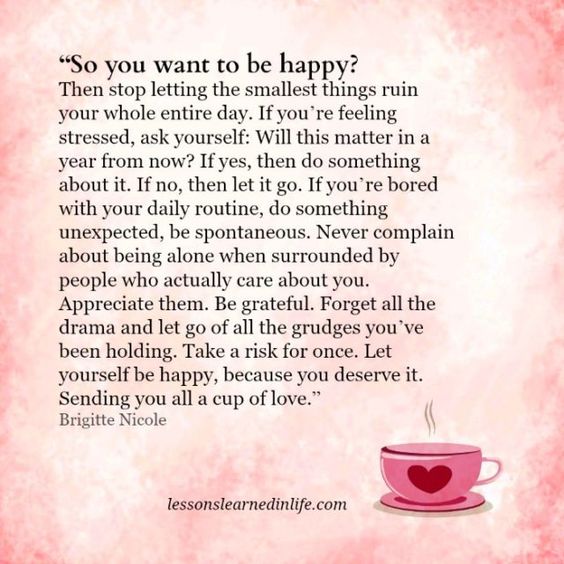 “So you want to be happy?
Then stop letting the smallest things ruin
your whole entire day. If you’re feeling
stressed, ask yourself: Will this matter in a
year from now? If yes, then do something
about it. If no, then let it go. If you’re bored
with your daily routine, do something
unexpected, be spontaneous. Never complain
about being alone when surrounded by
people who actually care about you.
Appreciate them. Be grateful. Forget all the
drama and let go of all the grudges you’ve
been holding. Take a risk for once. Let
yourself be happy, because you deserve it.
Sending you all a cup of love.”
Brigitte Nicole
lessonslearnedinlife.com